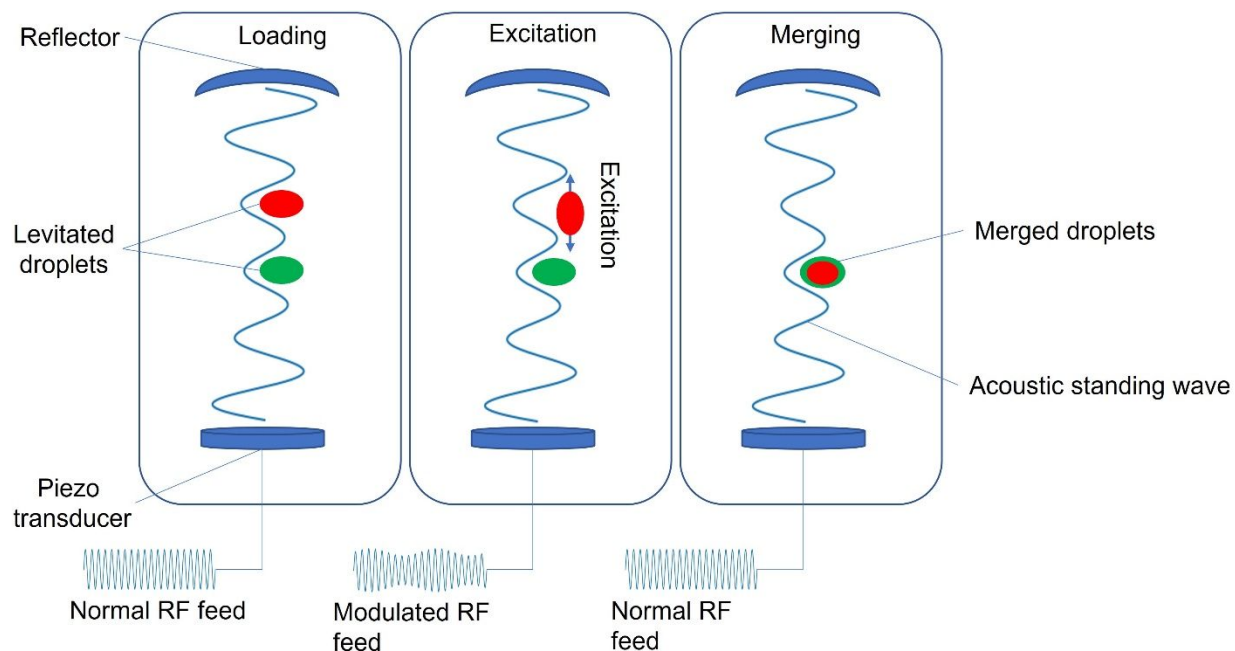 Reflector
Loading
Excitation
Merging
Excitation
Levitated
droplets
Merged droplets
Acoustic standing wave
Piezo
transducer
Normal RF feed
Modulated RF
feed
Normal RF
feed